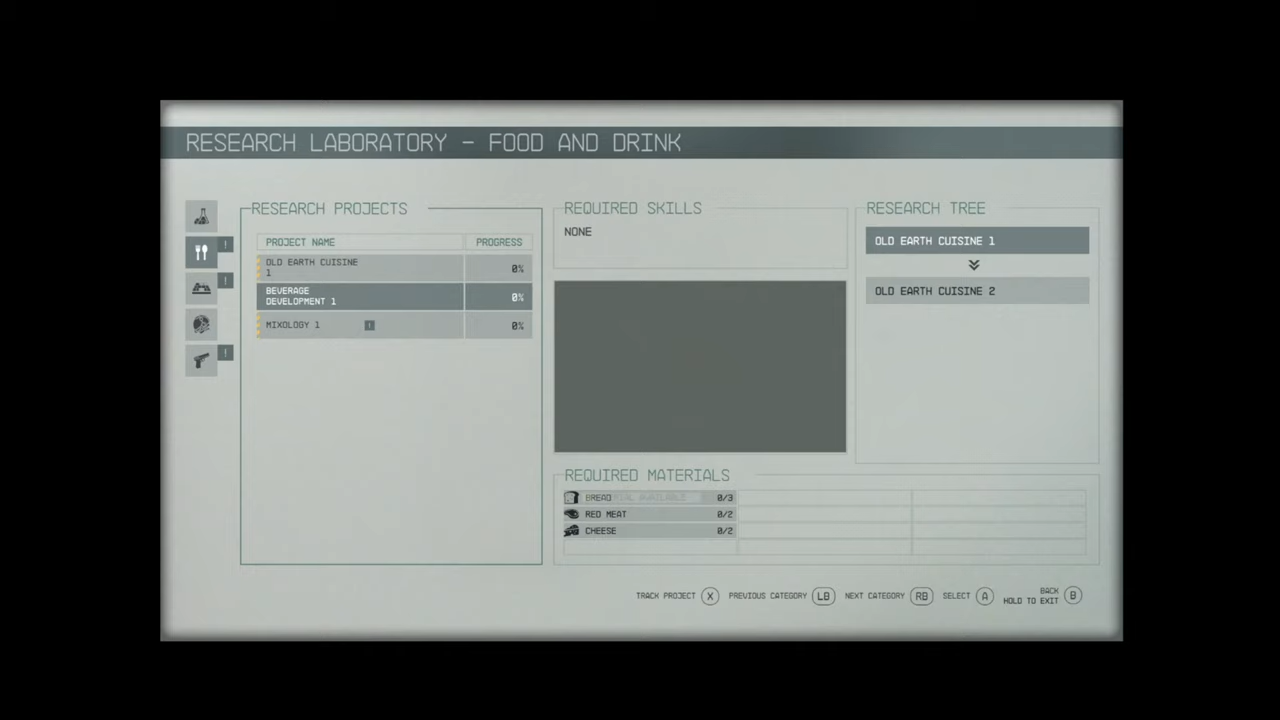 RESEARCH LABORATORY - FOOD AND DRINK
RESEARCH PROJECTS
PROJECT NAME PROGRESS
OLD EARTH CUISINE
1
0%
BEVERAGE
DEVELOPMENT 1
0%
MIXOLOGY 1 0%
!
!
!
REQUIRED SKILLS
NONE
RESEARCH TREE
OLD EARTH CUISINE 1
OLD EARTH CUISINE 2
REQUIRED MATERIALS
BREAD 0/3
RED MEAT 0/2
CHEESE 0/2
TRACK PROJECT X PREVIOUS CATEGORY LB NEXT CATEGORY RB SELECT A
BACK
HOLD TO EXIT B